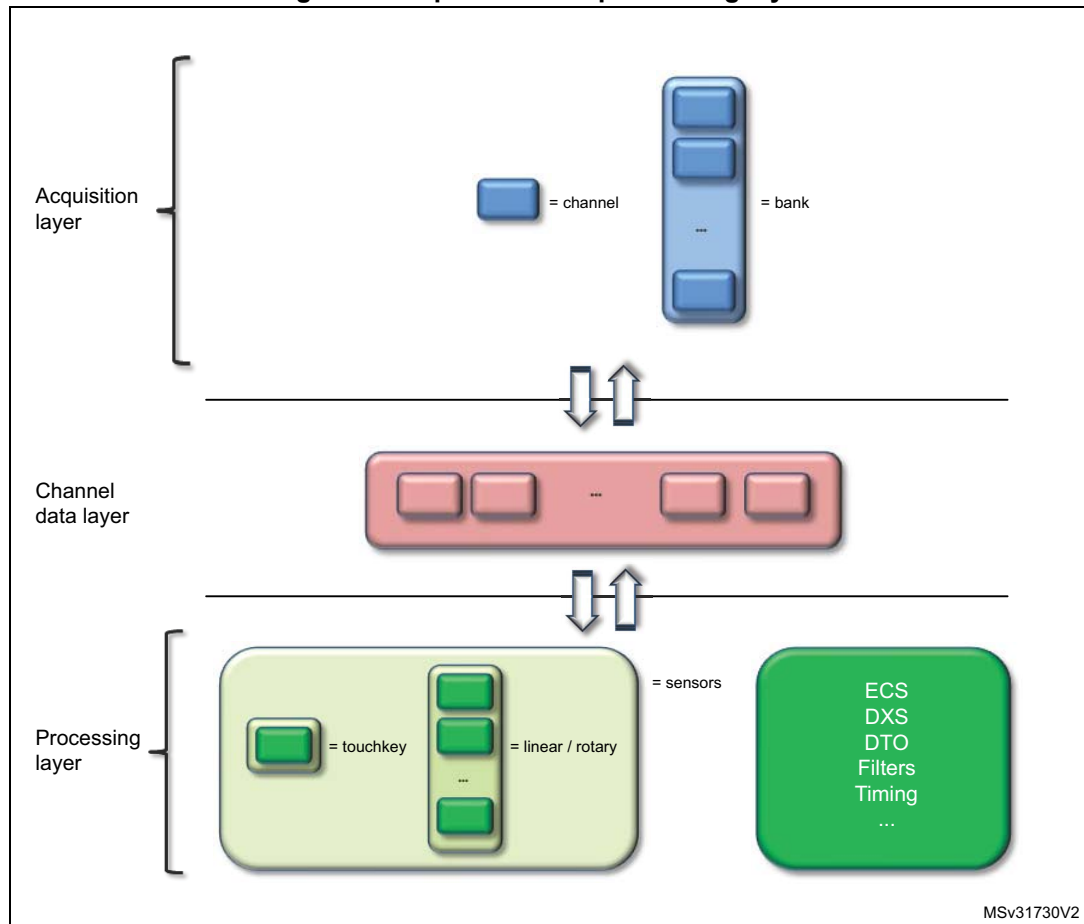 Acquisition
layer
= channel
...
= bank
Channel
data layer
...
Processing
layer
= touchkey
...
= linear / rotary
= sensors
ECS
DXS
DTO
Filters
Timing
...
MSv31730V2